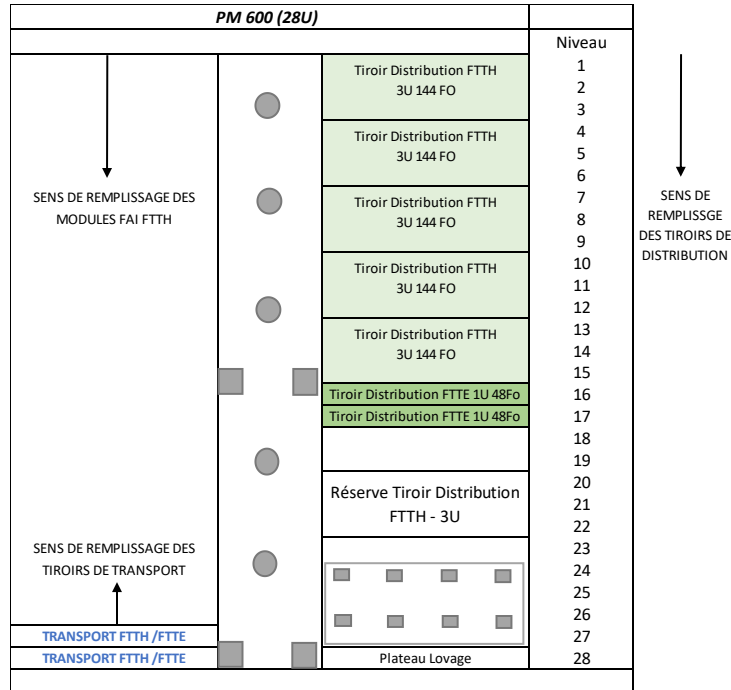 PM 600 (28U)
Niveau
Tiroir Distribution FTTH
3U 144 FO
1
2
3
Tiroir Distribution FTTH
3U 144 FO
4
5
6
SENS DE REMPLISSAGE DES
MODULES FAI FTTH
Tiroir Distribution FTTH
3U 144 FO
7
8
9
SENS DE
REMPLISSGE
DES TIROIRS DE
DISTRIBUTION
Tiroir Distribution FTTH
3U 144 FO
10
11
12
Tiroir Distribution FTTH
3U 144 FO
13
14
15
Tiroir Distribution FTTE 1U 48Fo
16
Tiroir Distribution FTTE 1U 48Fo
17
18
19
Réserve Tiroir Distribution
FTTH - 3U
20
21
22
SENS DE REMPLISSAGE DES
TIROIRS DE TRANSPORT
23
24
25
26
TRANSPORT FTTH /FTTE
27
TRANSPORT FTTH /FTTE
Plateau Lovage
28